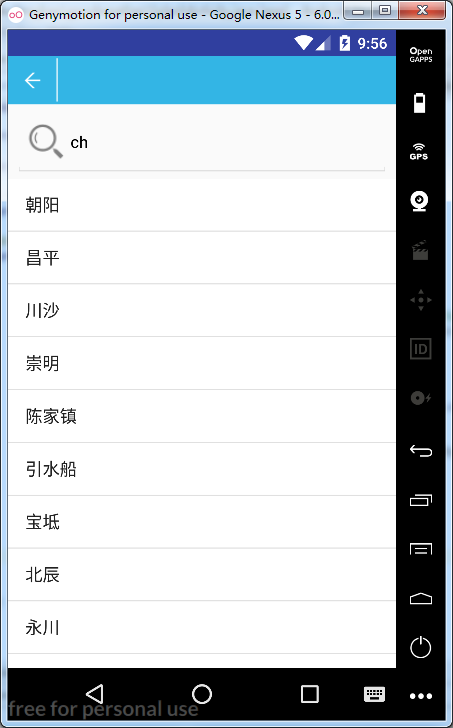 Genymotion for personal use - Google Nexus 5 - 6.0...
9:56
Open
GAPPS
ch
GPS
朝阳
昌平
川沙
崇明
ID
陈家镇
引水船
宝坻
北辰
永川
free for personal use